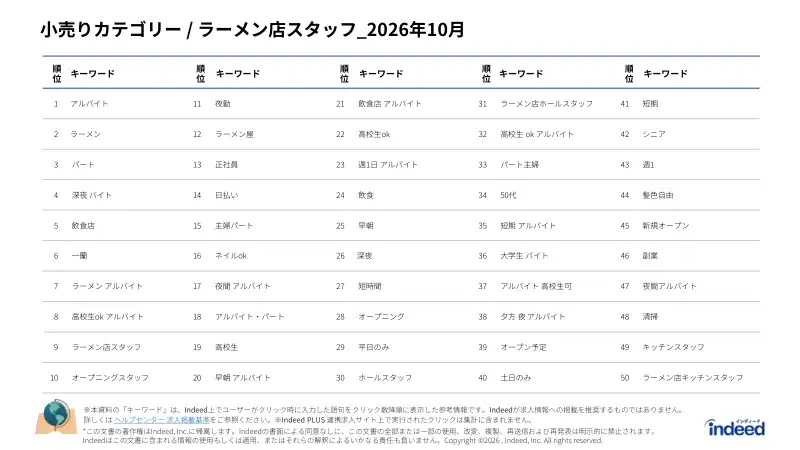 小売りカテゴリー / ラーメン店スタッフ_2026年10月
順位 キーワード 順位 キーワード 順位 キーワード 順位 キーワード 順位 キーワード
1 アルバイト 11 夜勤 21 飲食店 アルバイト 31 ラーメン店ホールスタッフ 41 短期
2 ラーメン 12 ラーメン屋 22 高校生ok 32 高校生 ok アルバイト 42 シニア
3 パート 13 正社員 23 週1日 アルバイト 33 パート主婦 43 週1
4 深夜 バイト 14 日払い 24 飲食 34 50代 44 髪色自由
5 飲食店 15 主婦パート 25 早朝 35 短期 アルバイト 45 新規オープン
6 一蘭 16 ネイルok 26 深夜 36 大学生 バイト 46 副業
7 ラーメン アルバイト 17 夜間 アルバイト 27 短時間 37 アルバイト 高校生可 47 夜間アルバイト
8 高校生ok アルバイト 18 アルバイト・パート 28 オープニング 38 夕方 夜 アルバイト 48 清掃
9 ラーメン店スタッフ 19 高校生 29 平日のみ 39 オープン予定 49 キッチンスタッフ
10 オープニングスタッフ 20 早朝 アルバイト 30 ホールスタッフ 40 土日のみ 50 ラーメン店キッチンスタッフ
※本資料の「キーワード」は、Indeed上でユーザーがクリック時に入力した語句をクリック数降順に表示した参考情報です。Indeedが求人情報への掲載を推奨するものではありません。
詳しくは ヘルプセンター 求人掲載基準をご参照ください。※Indeed PLUS 連携求人サイト上で実行されたクリックは集計に含まれません。
*この文書の著作権はIndeed, Inc.に帰属します。Indeedの書面による同意なしに、この文書の全部または一部の使用、改変、複製、再送信および再発表は明示的に禁止されます。
Indeedはこの文書に含まれる情報の使用もしくは適用、またはそれらの解釈によるいかなる責任も負いません。Copyright ©2026 , Indeed, Inc. All rights reserved.
インディード
indeed